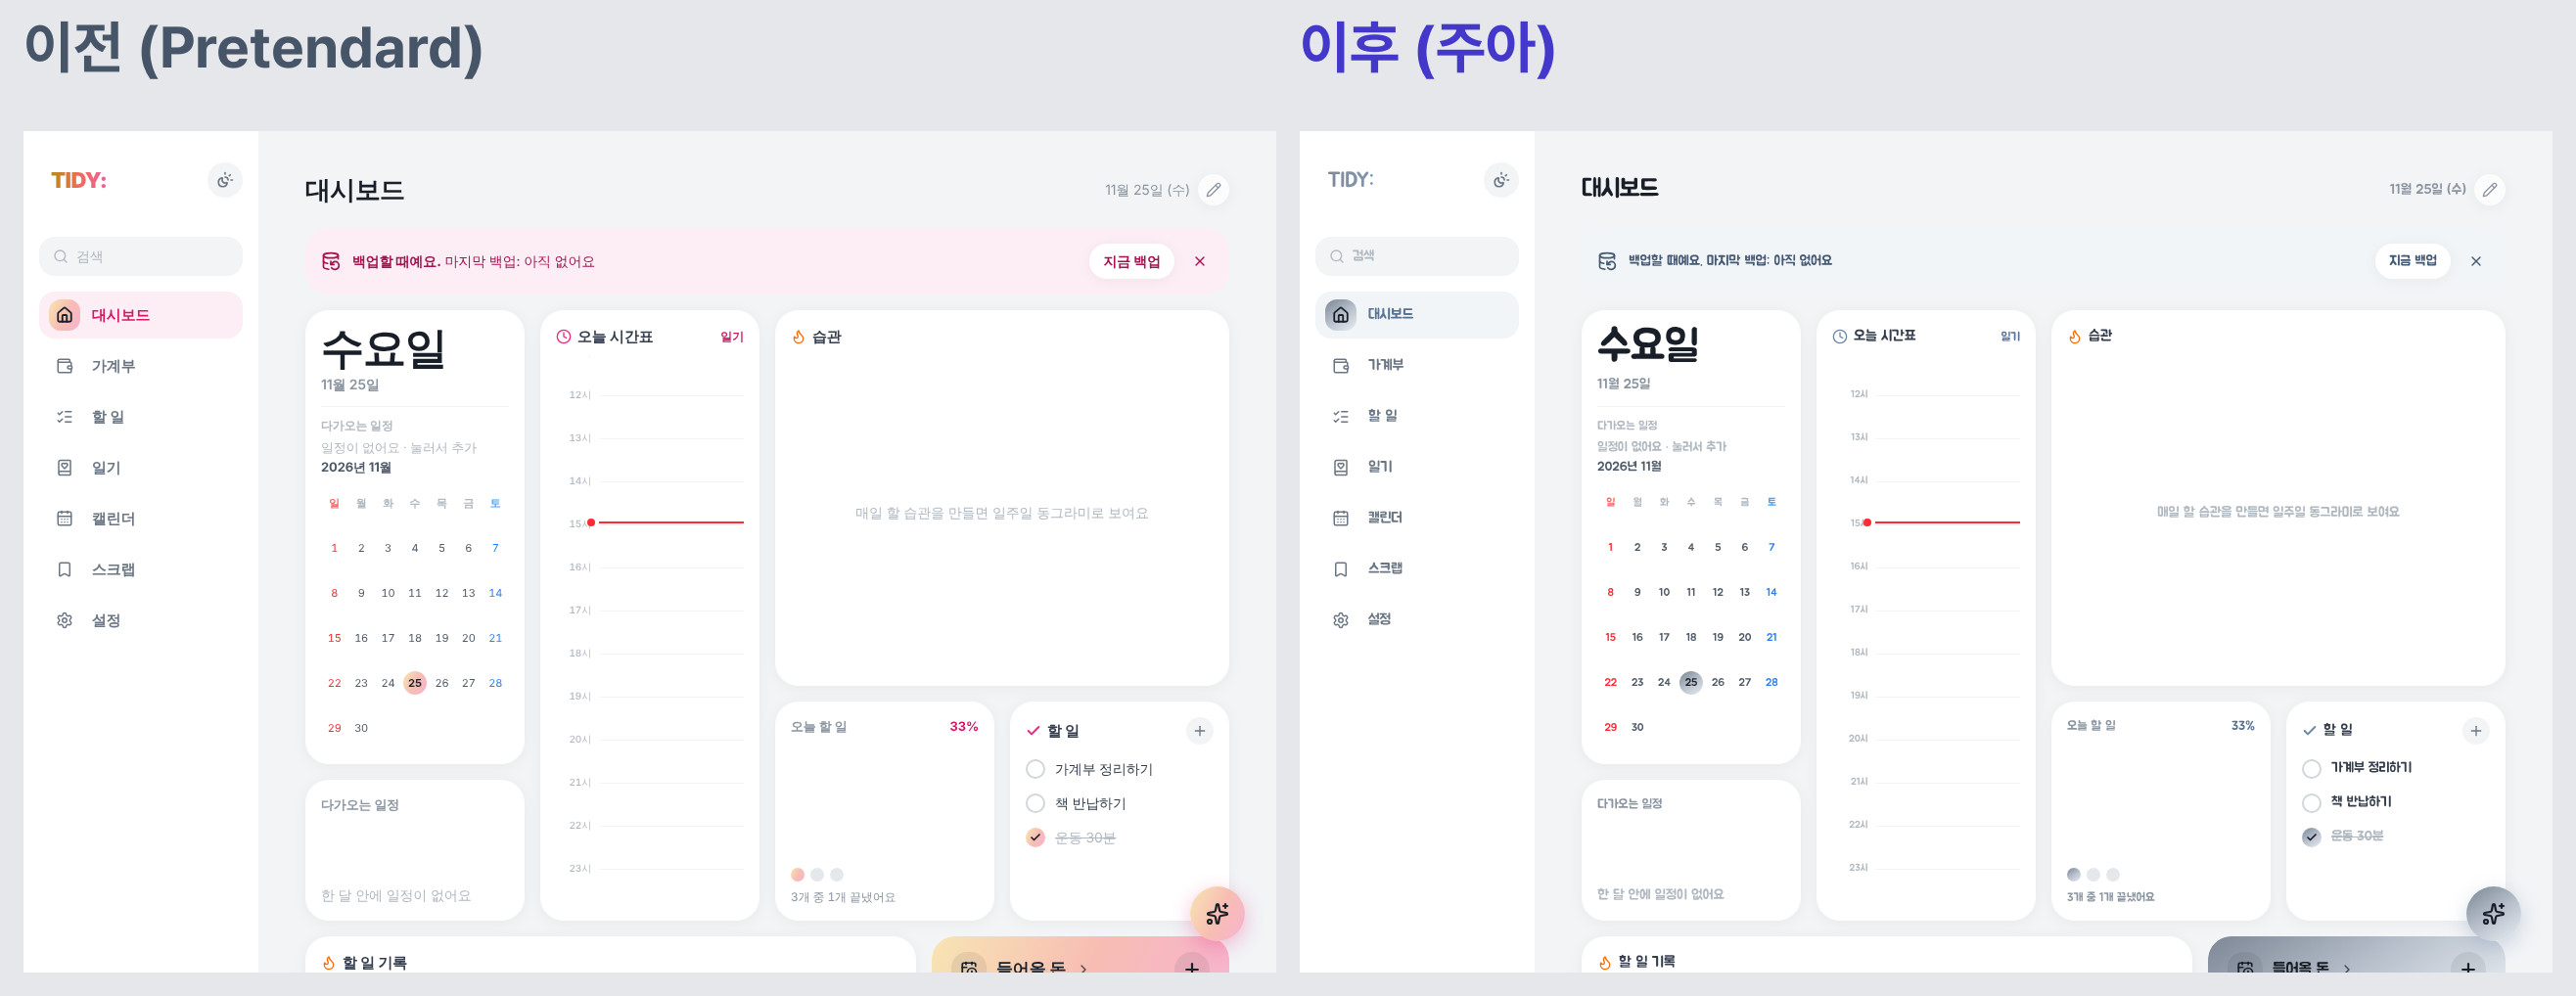 이전 (Pretendard)
TIDY:
검색
대시보드
가계부
할 일
일기
캘린더
스크랩
설정
대시보드
11월 25일 (수)
백업할 때예요. 마지막 백업: 아직 없어요
지금 백업
수요일
11월 25일
다가오는 일정
일정이 없어요 · 눌러서 추가
2026년 11월
일 월 화 수 목 금 토
1 2 3 4 5 6 7
8 9 10 11 12 13 14
15 16 17 18 19 20 21
22 23 24 25 26 27 28
29 30
다가오는 일정
한 달 안에 일정이 없어요
오늘 시간표
일기
12시
13시
14시
15시
16시
17시
18시
19시
20시
21시
22시
23시
습관
매일 할 습관을 만들면 일주일 동그라미로 보여요
오늘 할 일
33%
3개 중 1개 끝냈어요
할 일
가계부 정리하기
책 반납하기
운동 30분
할 일 기록
들어올 돈
이후 (주아)
TIDY:
검색
대시보드
가계부
할 일
일기
캘린더
스크랩
설정
대시보드
11월 25일 (수)
백업할 때예요. 마지막 백업: 아직 없어요
지금 백업
수요일
11월 25일
다가오는 일정
일정이 없어요 · 눌러서 추가
2026년 11월
일 월 화 수 목 금 토
1 2 3 4 5 6 7
8 9 10 11 12 13 14
15 16 17 18 19 20 21
22 23 24 25 26 27 28
29 30
다가오는 일정
한 달 안에 일정이 없어요
오늘 시간표
일기
12시
13시
14시
15시
16시
17시
18시
19시
20시
21시
22시
23시
습관
매일 할 습관을 만들면 일주일 동그라미로 보여요
오늘 할 일
33%
3개 중 1개 끝냈어요
할 일
가계부 정리하기
책 반납하기
운동 30분
할 일 기록
들어올 돈